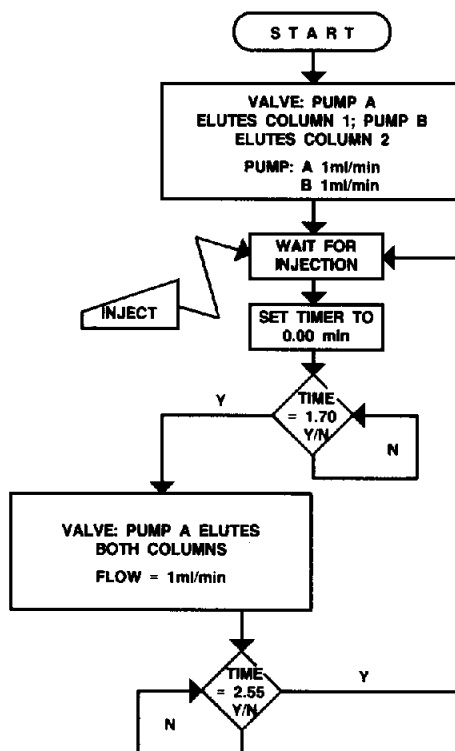 START
VALVE: PUMP A
ELUTES COLUMN 1; PUMP B
ELUTES COLUMN 2
PUMP: A 1ml/min
B 1ml/min
WAIT FOR
INJECTION
INJECT
SET TIMER TO
0.00 min
TIME
= 1.70
Y/N
Y
N
VALVE: PUMP A ELUTES
BOTH COLUMNS
FLOW = 1ml/min
TIME
= 2.55
Y/N
Y
N